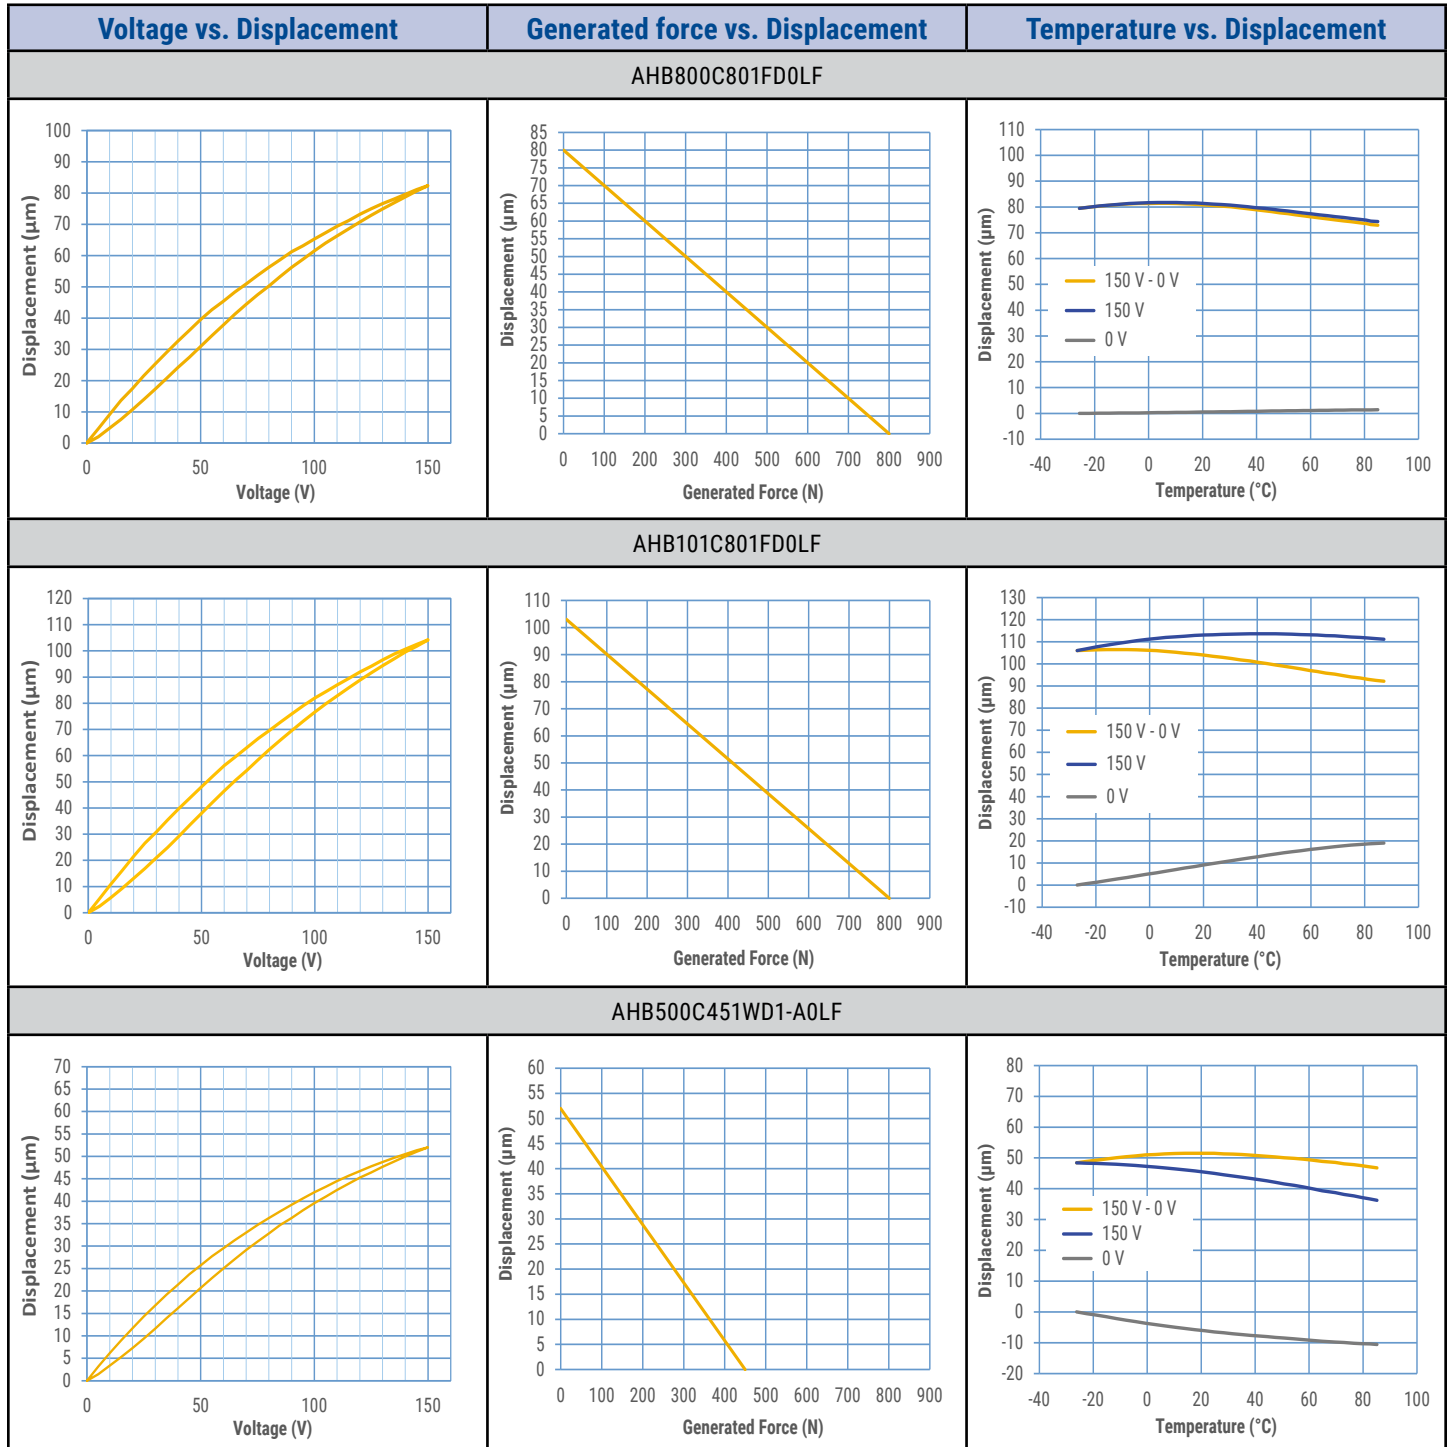 Voltage vs. Displacement
Generated force vs. Displacement
Temperature vs. Displacement
AHB800C801FD0LF
Displacement (µm)
100
90
80
70
60
50
40
30
20
10
0
0 50 100 150
Voltage (V)
Displacement (µm)
85
80
75
70
65
60
55
50
45
40
35
30
25
20
15
10
5
0
0 100 200 300 400 500 600 700 800 900
Generated Force (N)
Displacement (µm)
110
100
90
80
70
60
50
40
30
20
10
0
-10
150 V - 0 V
150 V
0 V
-40 -20 0 20 40 60 80 100
Temperature (°C)
AHB101C801FD0LF
Displacement (µm)
120
110
100
90
80
70
60
50
40
30
20
10
0
0 50 100 150
Voltage (V)
Displacement (µm)
110
100
90
80
70
60
50
40
30
20
10
0
0 100 200 300 400 500 600 700 800 900
Generated Force (N)
Displacement (µm)
130
120
110
100
90
80
70
60
50
40
30
20
10
0
-10
150 V - 0 V
150 V
0 V
-40 -20 0 20 40 60 80 100
Temperature (°C)
AHB500C451WD1-A0LF
Displacement (µm)
70
65
60
55
50
45
40
35
30
25
20
15
10
5
0
0 50 100 150
Voltage (V)
Displacement (µm)
60
55
50
45
40
35
30
25
20
15
10
5
0
0 100 200 300 400 500 600 700 800 900
Generated Force (N)
Displacement (µm)
80
70
60
50
40
30
20
10
0
-10
-20
150 V - 0 V
150 V
0 V
-40 -20 0 20 40 60 80 100
Temperature (°C)